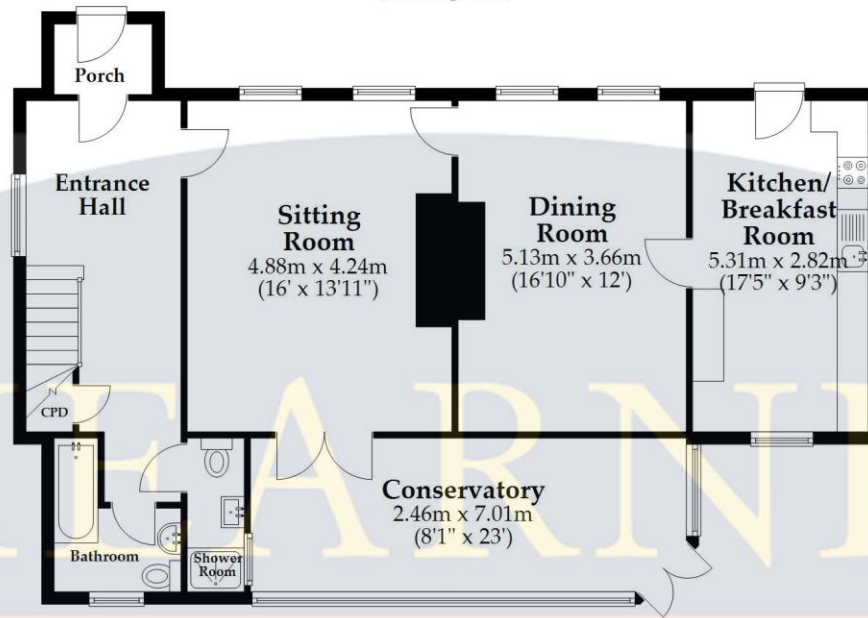 Porch
Entrance
Hall
Sitting
Room
4.88m x 4.24m
(16' x 13'11")
Dining
Room
5.13m x 3.66m
(16'10" x 12')
Kitchen/
Breakfast
Room
5.31m x 2.82m
(17'5" x 9'3")
CPD
Conservatory
2.46m x 7.01m
(8'1" x 23')
Bathroom
Shower
Room